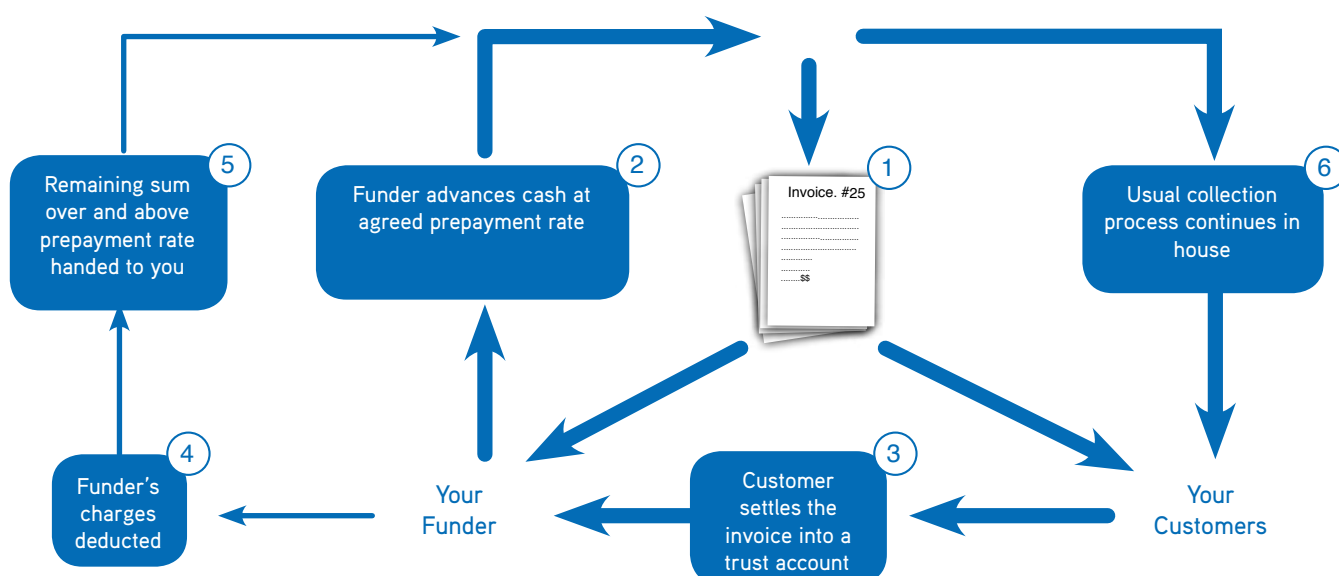 5
Remaining sum
over and above
prepayment rate
handed to you
2
Funder advances cash at
agreed prepayment rate
1
Invoice. #25
........$$
6
Usual collection
process continues in
house
4
Funder's
charges
deducted
Your
Funder
3
Customer
settles the
invoice into a
trust account
Your
Customers